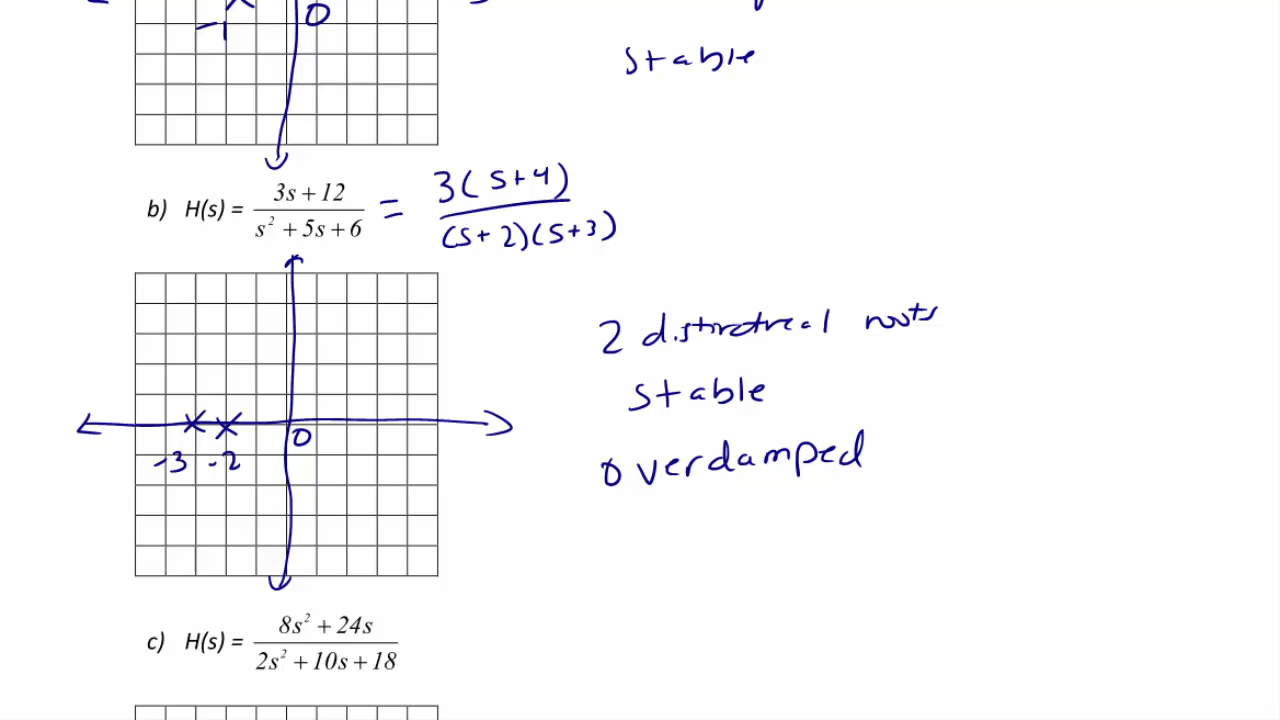 -1 0
stable
b) H(s) = 3s + 12 / s² + 5s + 6 = 3(s+4) / (s+2)(s+3)
2 distinct real roots
stable
-3 -2 0
overdamped
c) H(s) = 8s² + 24s / 2s² + 10s + 18